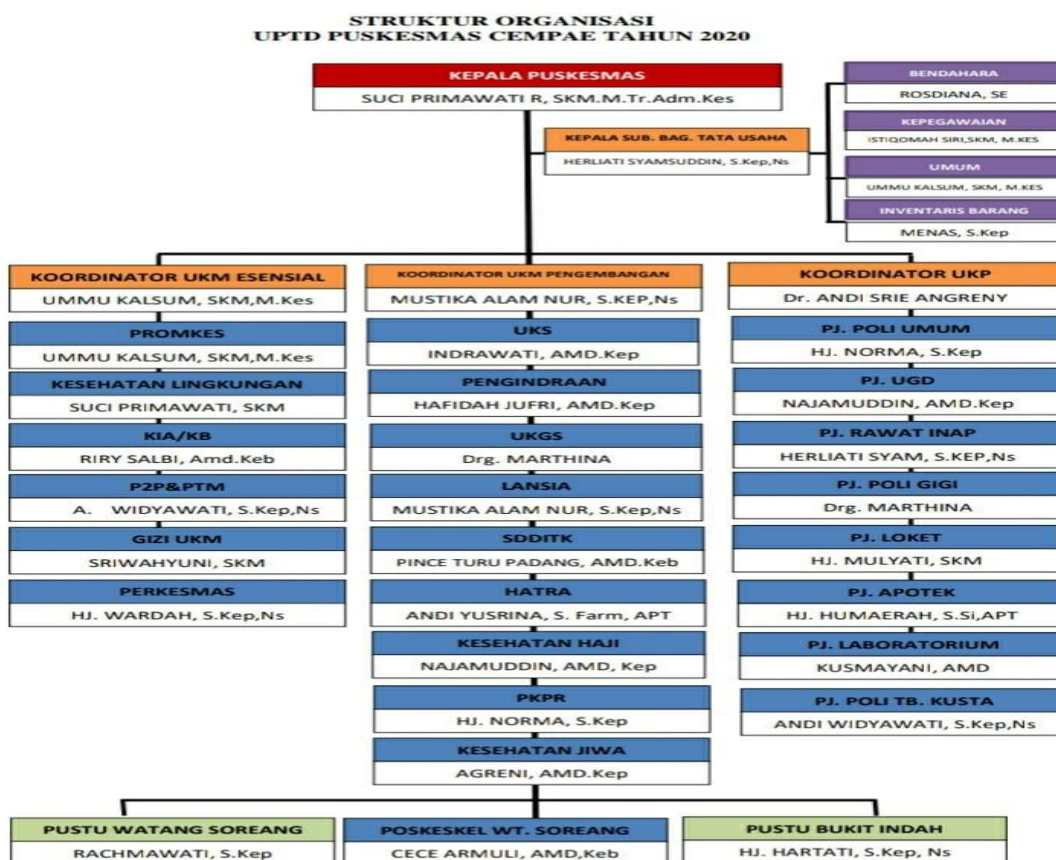 STRUKTUR ORGANISASI
UPTD PUSKESMAS CEMPAE TAHUN 2020
KEPALA PUSKESMAS
SUCI PRIMAWATI R, SKM.M.Tr.Adm.Kes
BENDAHARA
ROSDIANA, SE
KEPALA SUB. BAG. TATA USAHA
HERLIATI SYAMSUDDIN, S.Kep,Ns
KEPEGAWAIAN
ISTIQOMAH SIRI,SKM, M.KES
UMUM
UMMU KALSUM, SKM, M.KES
INVENTARIS BARANG
MENAS, S.Kep
KOORDINATOR UKM ESENSIAL
UMMU KALSUM, SKM,M.Kes
PROMKES
UMMU KALSUM, SKM,M.Kes
KESEHATAN LINGKUNGAN
SUCI PRIMAWATI, SKM
KIA/KB
RIRY SALBI, Amd.Keb
P2P&PTM
A. WIDYAWATI, S.Kep,Ns
GIZI UKM
SRIWAHYUNI, SKM
PERKESMAS
HJ. WARDAH, S.Kep,Ns
KOORDINATOR UKM PENGEMBANGAN
MUSTIKA ALAM NUR, S.KEP,Ns
UKS
INDRAWATI, AMD.Kep
PENGINDRAAN
HAFIDAH JUFRI, AMD.Kep
UKGS
Drg. MARTHINA
LANSIA
MUSTIKA ALAM NUR, S.Kep,Ns
SDDITK
PINCE TURU PADANG, AMD.Keb
HATRA
ANDI YUSRINA, S. Farm, APT
KESEHATAN HAJI
NAJAMUDDIN, AMD, Kep
PKPR
HJ. NORMA, S.Kep
KESEHATAN JIWA
AGRENI, AMD.Kep
KOORDINATOR UKP
Dr. ANDI SRIE ANGRENY
PJ. POLI UMUM
HJ. NORMA, S.Kep
PJ. UGD
NAJAMUDDIN, AMD.Kep
PJ. RAWAT INAP
HERLIATI SYAM, S.KEP,Ns
PJ. POLI GIGI
Drg. MARTHINA
PJ. LOKET
HJ. MULYATI, SKM
PJ. APOTEK
HJ. HUMAERAH, S.Si,APT
PJ. LABORATORIUM
KUSMAYANI, AMD
PJ. POLI TB. KUSTA
ANDI WIDYAWATI, S.Kep,Ns
PUSTU WATANG SOREANG
RACHMAWATI, S.Kep
POSKESKEL WT. SOREANG
CECE ARMULI, AMD,Keb
PUSTU BUKIT INDAH
HJ. HARTATI, S.Kep, Ns